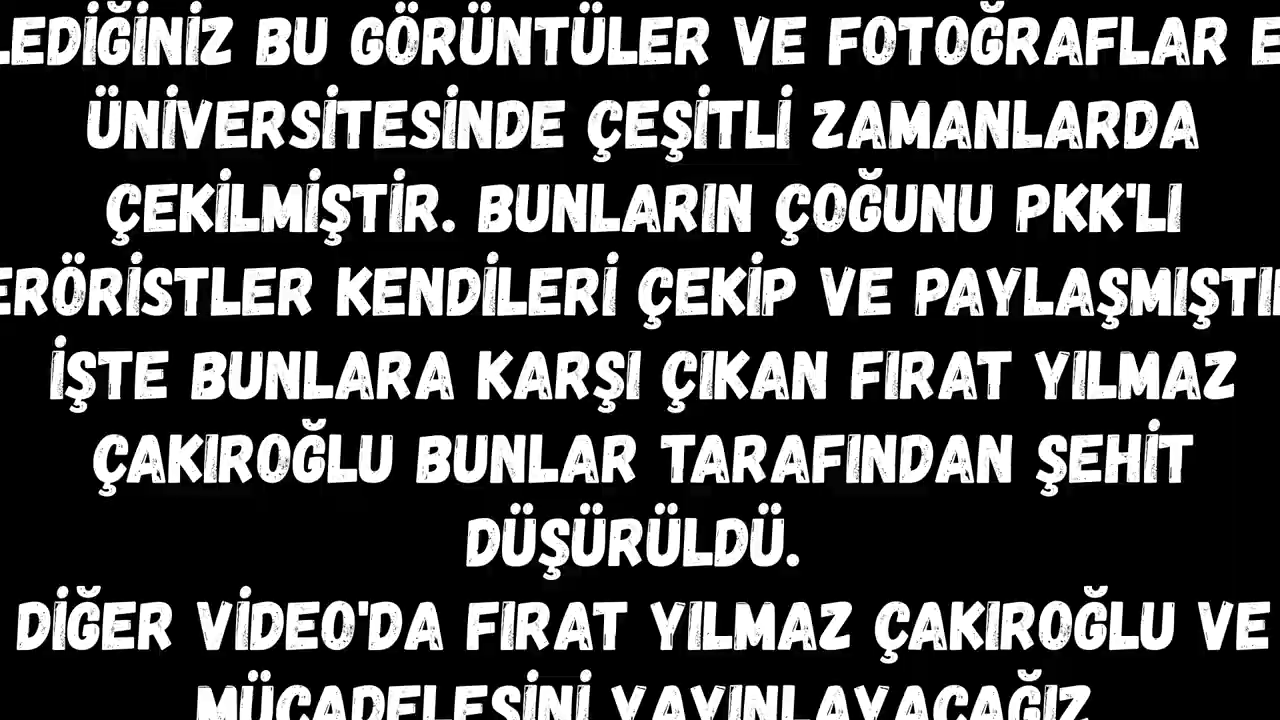 LEDİĞİNİZ BU GÖRÜNTÜLER VE FOTOĞRAFLAR E
ÜNİVERSİTESİNDE ÇEŞİTLİ ZAMANLARDA
ÇEKİLMİŞTİR. BUNLARIN ÇOĞUNU PKK'LI
ERÖRİSTLER KENDİLERİ ÇEKİP VE PAYLAŞMIŞTI
İŞTE BUNLARA KARŞI ÇIKAN FIRAT YILMAZ
ÇAKIROĞLU BUNLAR TARAFINDAN ŞEHİT
DÜŞÜRÜLDÜ.
DİĞER VİDEO'DA FIRAT YILMAZ ÇAKIROĞLU VE
MÜCADELESİNİ YAYINLAYACAĞIZ